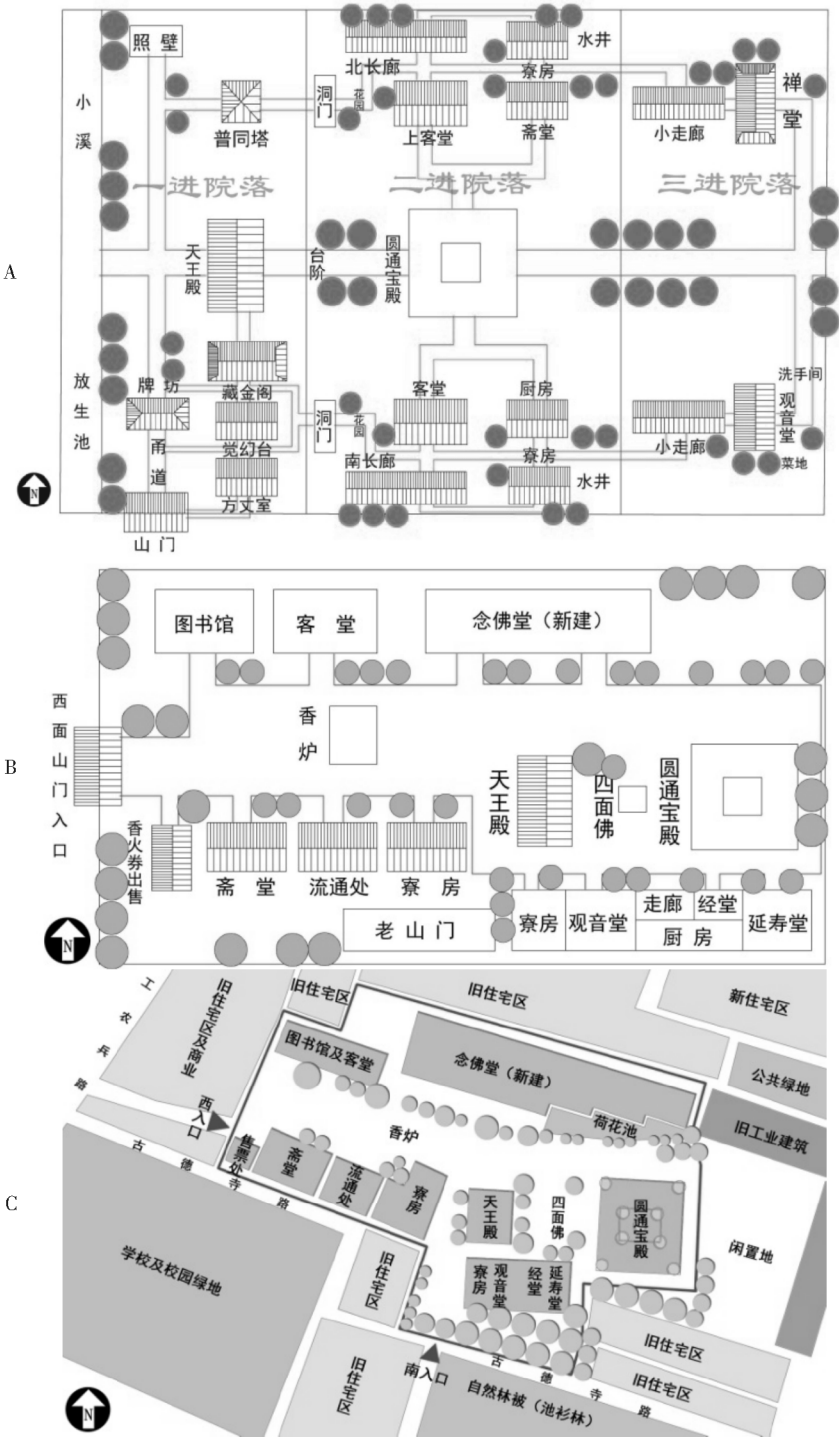 A
照壁
小溪
普同塔
洞门
花园
北长廊
上客堂
寮房
水井
斋堂
小走廊
禅堂
一进院落
二进院落
三进院落
天王殿
台阶
圆通宝殿
放生池
牌坊
藏金阁
觉幻台
甬道
方丈室
山门
洞门
花园
客堂
厨房
南长廊
寮房
水井
小走廊
洗手间
观音堂
菜地
N
B
图书馆
客堂
念佛堂（新建）
西面山门入口
香炉
天王殿
四面佛
圆通宝殿
香火券出售
斋堂
流通处
寮房
老山门
寮房
观音堂
走廊
经堂
厨房
延寿堂
N
C
工农兵路
旧住宅区及商业
旧住宅区
旧住宅区
新住宅区
图书馆及客堂
念佛堂（新建）
公共绿地
西入口
香炉
荷花池
旧工业建筑
古德寺路
售票处
斋堂
流通处
寮房
天王殿
四面佛
圆通宝殿
闲置地
学校及校园绿地
旧住宅区
寮房
观音堂
经堂
延寿堂
旧住宅区
旧住宅区
旧住宅区
南入口
古德寺路
自然林被（池杉林）
N